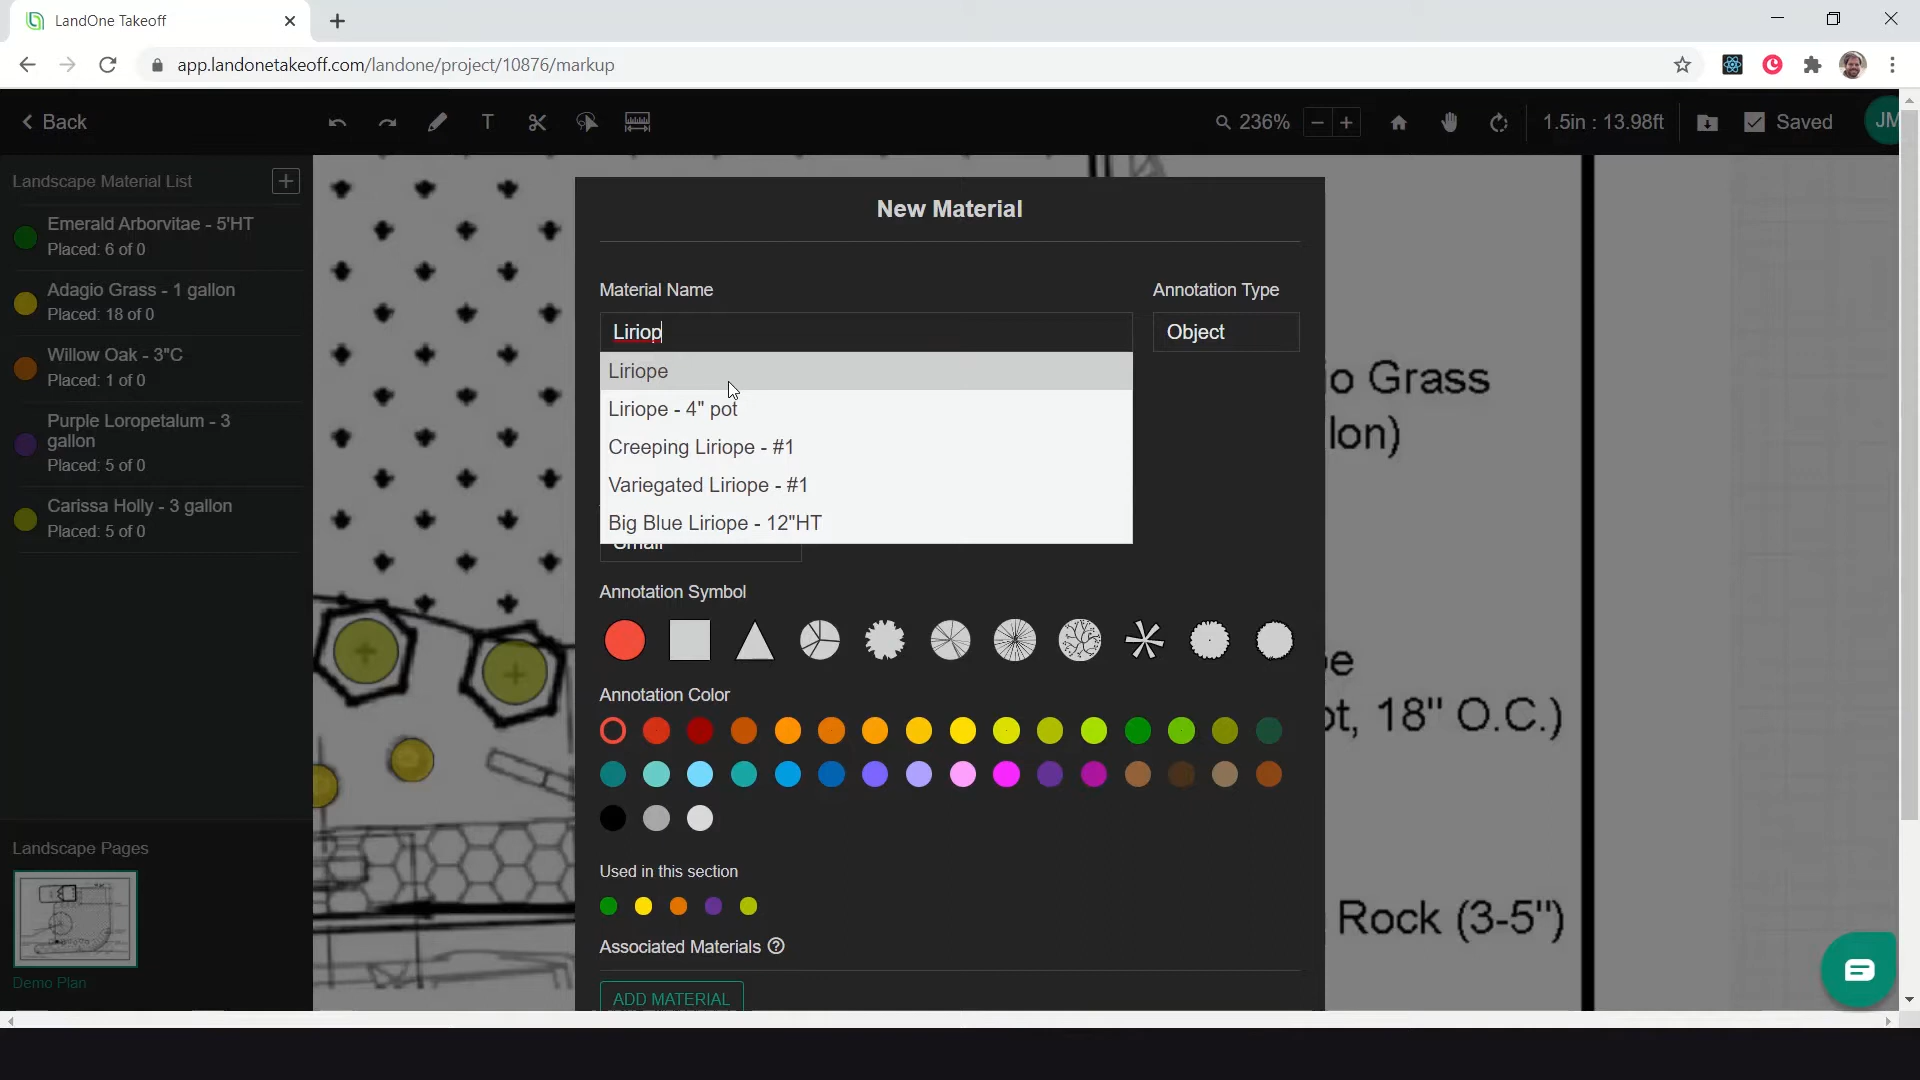 LandOne Takeoff
app.landonetakeoff.com/landone/project/10876/markup
Back
T
236%
1.5in : 13.98ft
Saved
JM
Landscape Material List
Emerald Arborvitae - 5'HT
Placed: 6 of 0
Adagio Grass - 1 gallon
Placed: 18 of 0
Willow Oak - 3"C
Placed: 1 of 0
Purple Loropetalum - 3
gallon
Placed: 5 of 0
Carissa Holly - 3 gallon
Placed: 5 of 0
Landscape Pages
Demo Plan
New Material
Material Name
Annotation Type
Liriop
Object
Liriope
Liriope - 4" pot
Creeping Liriope - #1
Variegated Liriope - #1
Big Blue Liriope - 12"HT
Small
Annotation Symbol
Annotation Color
Used in this section
Associated Materials
ADD MATERIAL
io Grass
lon)
e
ot, 18" O.C.)
Rock (3-5")